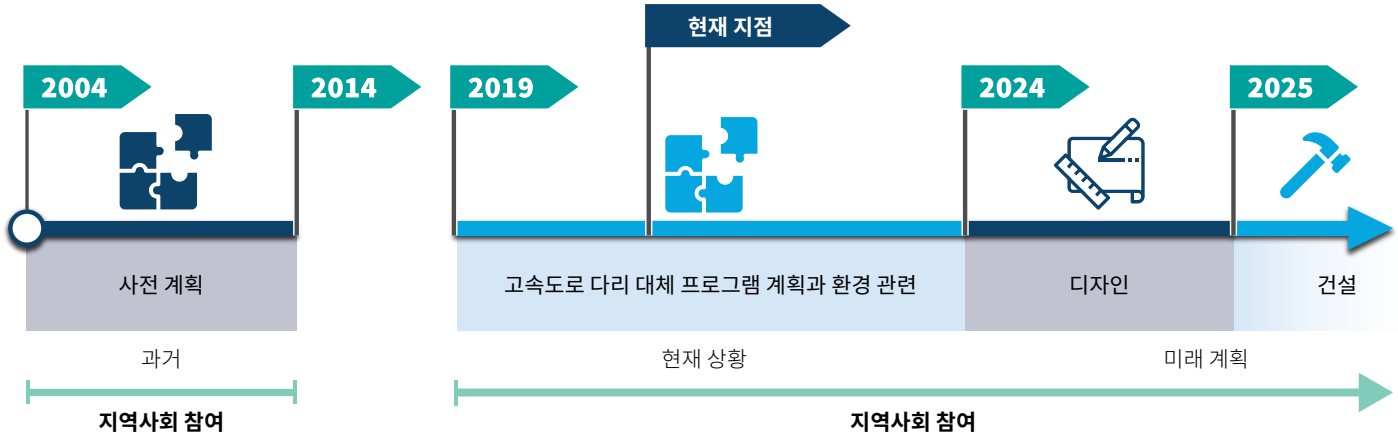 현재 지점
2004
2014
2019
2024
2025
사전 계획
고속도로 다리 대체 프로그램 계획과 환경 관련
디자인
건설
과거
현재 상황
미래 계획
지역사회 참여
지역사회 참여